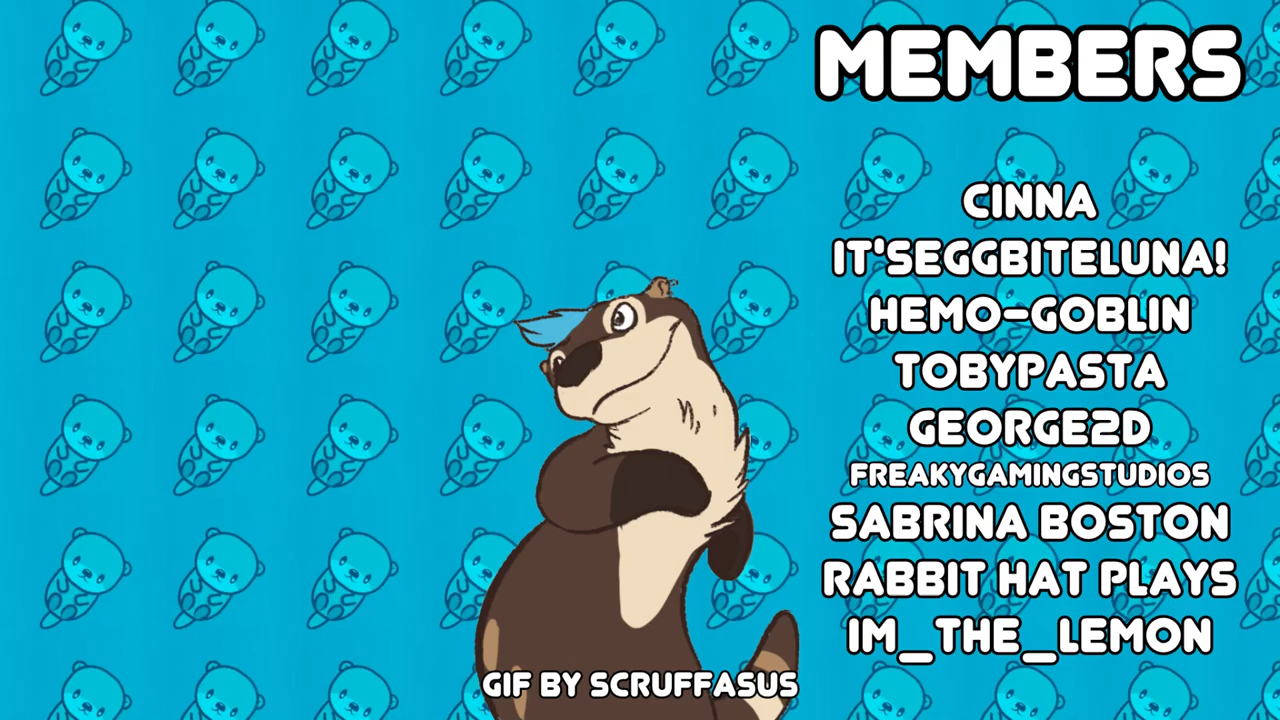 MEMBERS
CINNA
IT'SEGGBITELUNA!
HEMO-GOBLIN
TOBYPASTA
GEORGE2D
FREAKYGAMINGSTUDIOS
SABRINA BOSTON
RABBIT HAT PLAYS
IM_THE_LEMON
GIF BY SCRUFFASUS